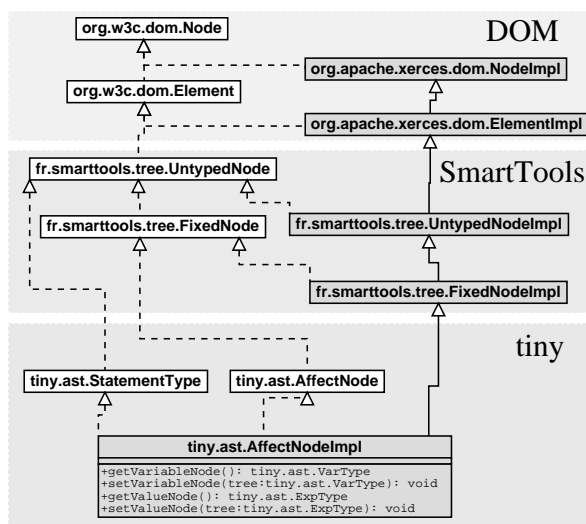 org.w3c.dom.Node
DOM
org.apache.xerces.dom.NodeImpl
org.w3c.dom.Element
org.apache.xerces.dom.ElementImpl
fr.smarttools.tree.UntypedNode
SmartTools
fr.smarttools.tree.FixedNode
fr.smarttools.tree.UntypedNodeImpl
fr.smarttools.tree.FixedNodeImpl
tiny
tiny.ast.StatementType
tiny.ast.AffectNode
tiny.ast.AffectNodeImpl
+getVariableNode(): tiny.ast.VarType
+setVariableNode(tree:tiny.ast.VarType): void
+getValueNode(): tiny.ast.ExpType
+setValueNode(tree:tiny.ast.ExpType): void